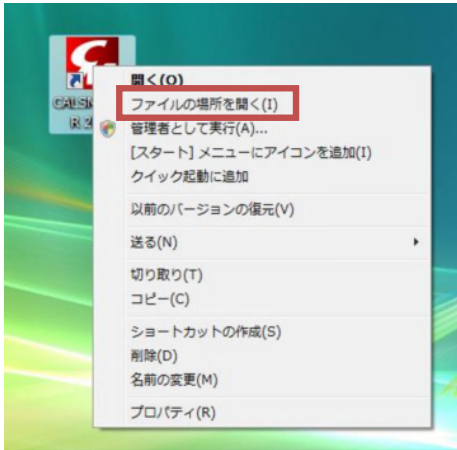 開く(O)
ファイルの場所を開く(I)
管理者として実行(A)...
[スタート] メニューにアイコンを追加(I)
クイック起動に追加
以前のバージョンの復元(V)
送る(N)
切り取り(T)
コピー(C)
ショートカットの作成(S)
削除(D)
名前の変更(M)
プロパティ(R)